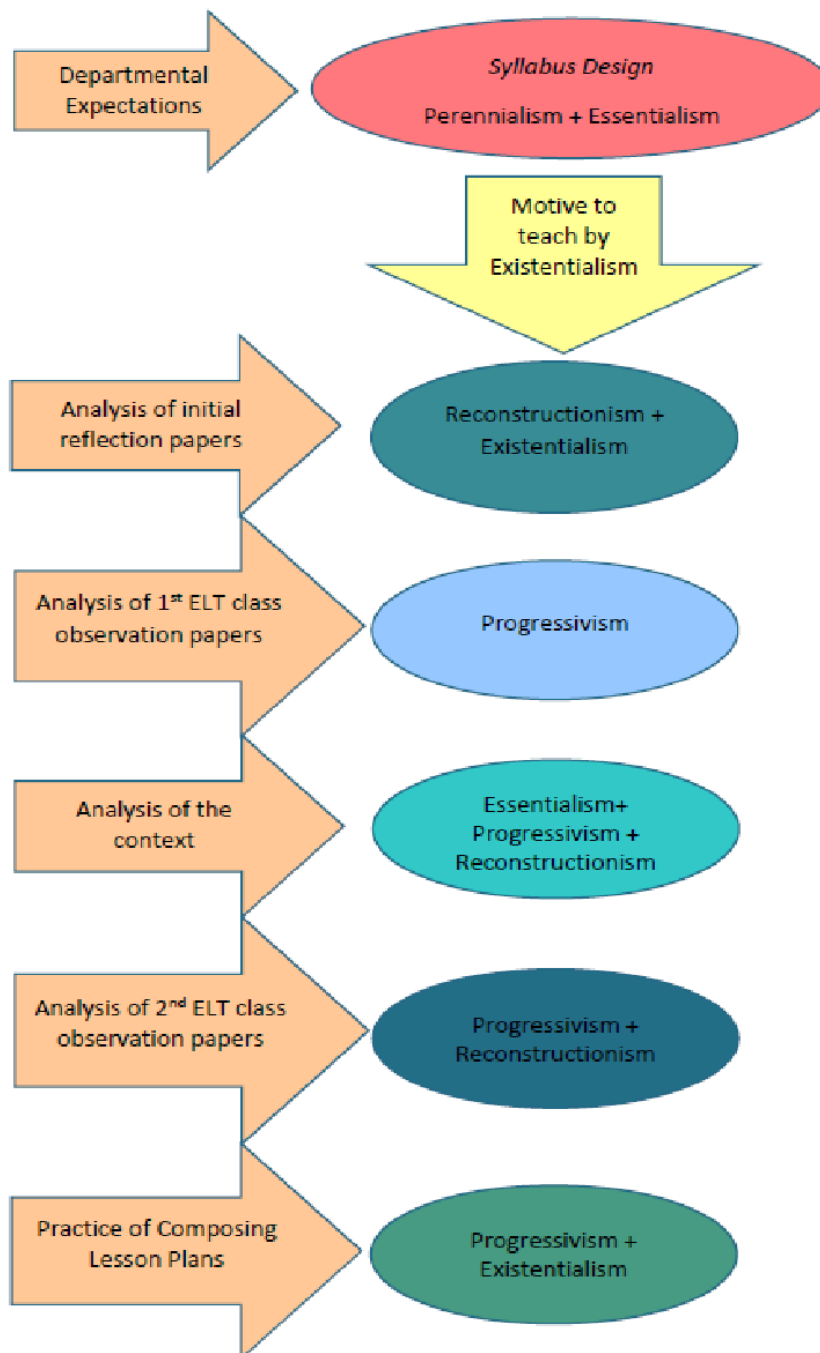 Departmental
Expectations
Syllabus Design
Perennialism + Essentialism
Motive to
teach by
Existentialism
Analysis of initial
reflection papers
Reconstructionism +
Existentialism
Analysis of 1st ELT class
observation papers
Progressivism
Analysis of the
context
Essentialism+
Progressivism +
Reconstructionism
Analysis of 2nd ELT class
observation papers
Progressivism +
Reconstructionism
Practice of Composing
Lesson Plans
Progressivism +
Existentialism